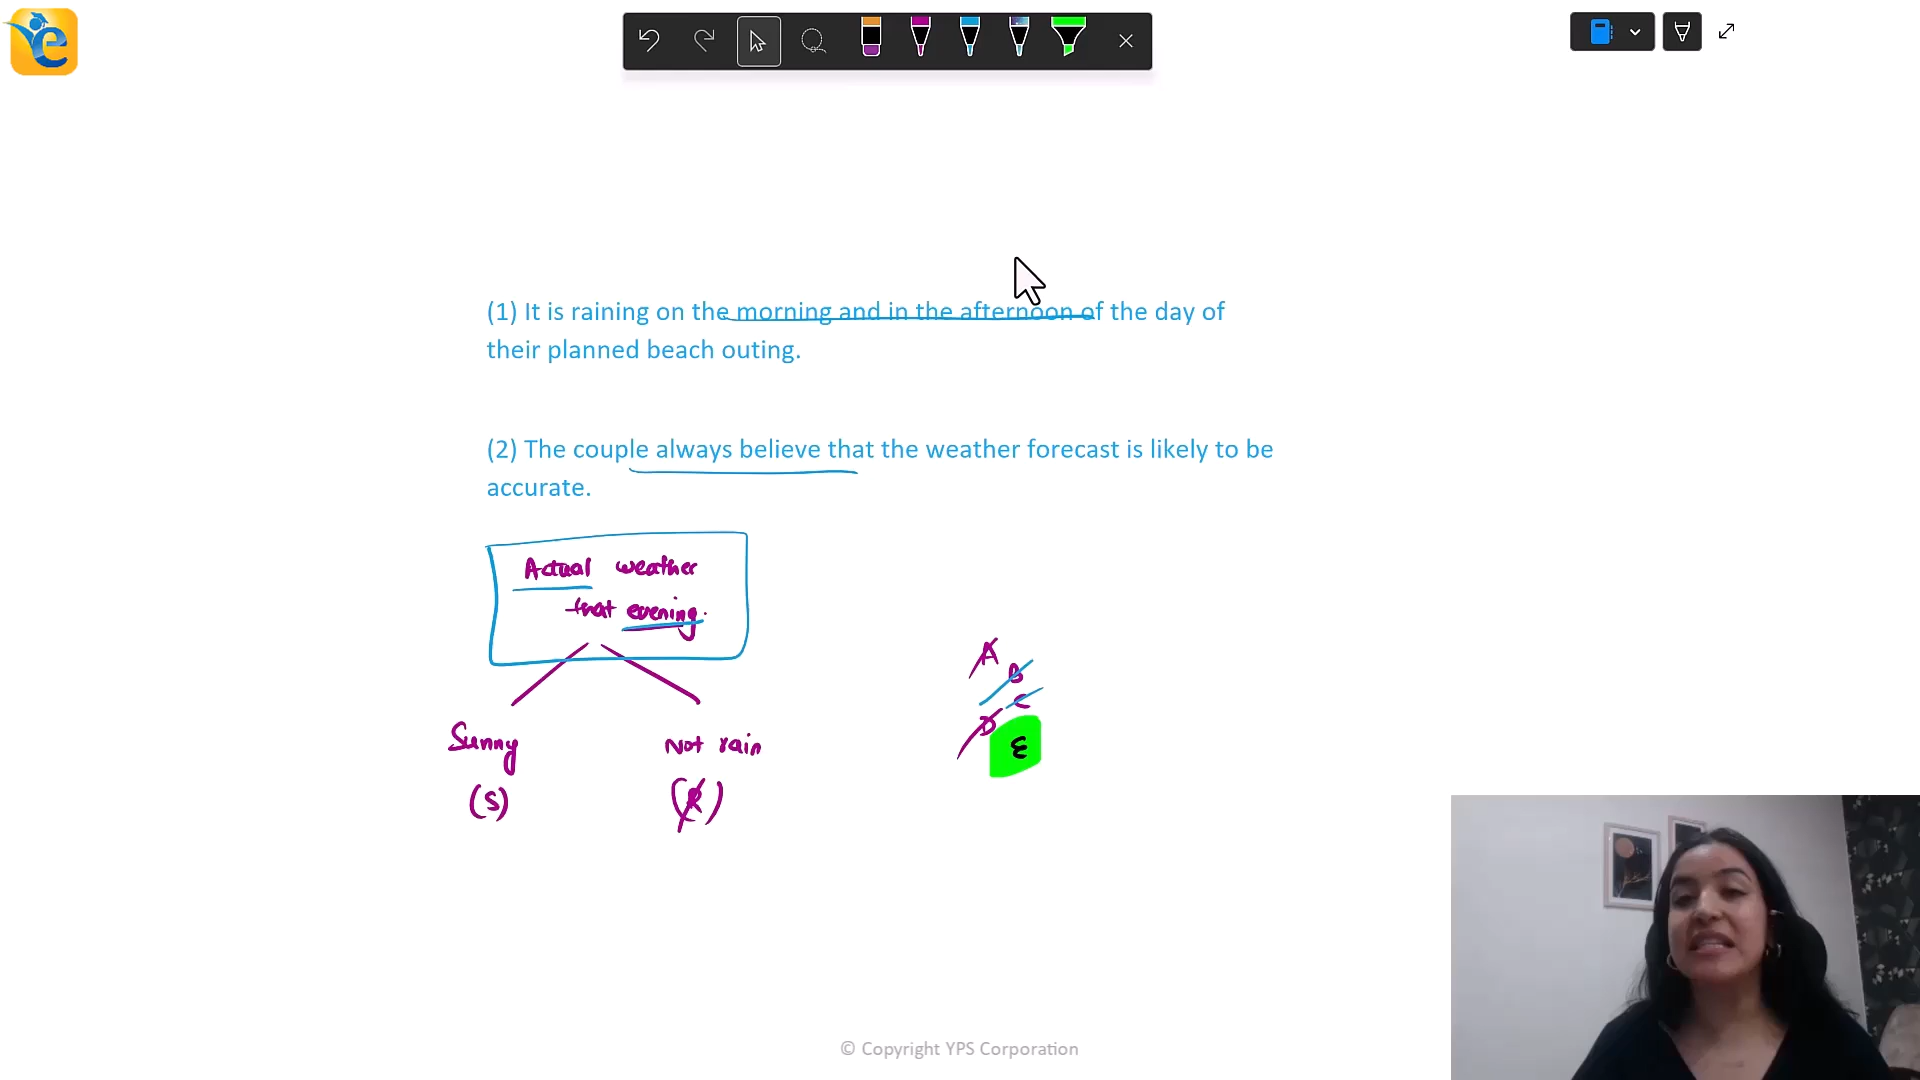 (1) It is raining on the morning and in the afternoon of the day of
their planned beach outing.
(2) The couple always believe that the weather forecast is likely to be
accurate.
Actual weather
that evening.
Sunny
(S)
Not rain
(R)
A
B
C
D
E
© Copyright YPS Corporation